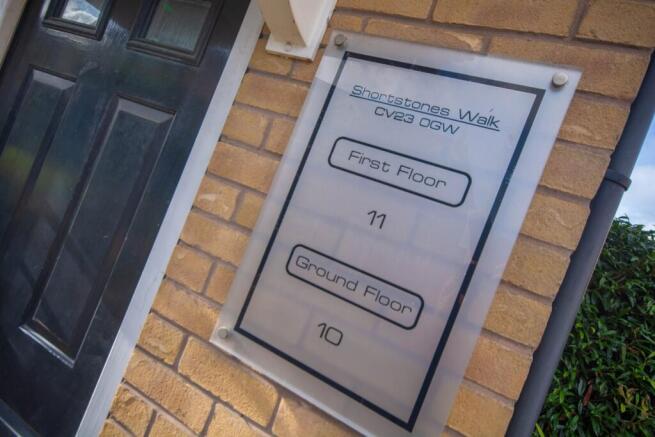 Shortstones Walk
CV23 0GW
First Floor
11
Ground Floor
10